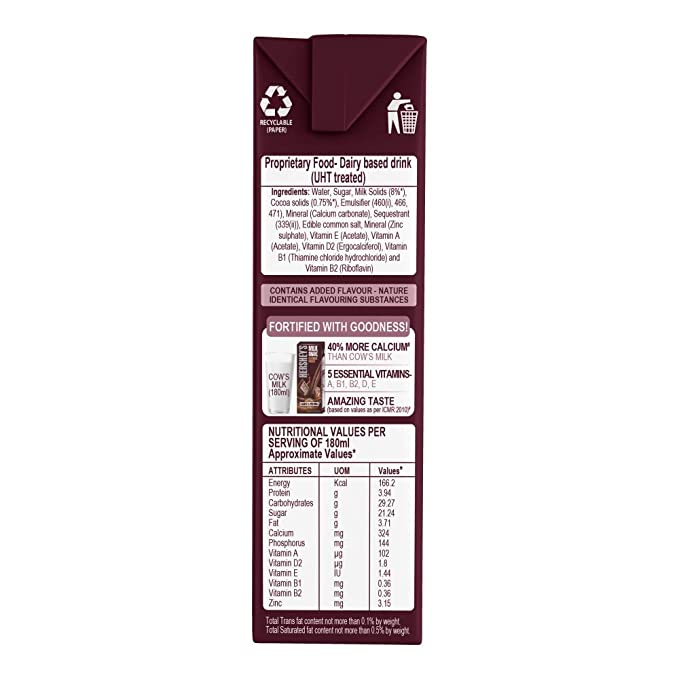 RECYCLABLE
(PAPER)
Proprietary Food- Dairy based drink
(UHT treated)
Ingredients: Water, Sugar, Milk Solids (8%*),
Cocoa solids (0.75%*), Emulsifier (460(i), 466,
471), Mineral (Calcium carbonate), Sequestrant
(339(ii)), Edible common salt, Mineral (Zinc
sulphate), Vitamin E (Acetate), Vitamin A
(Acetate), Vitamin D2 (Ergocalciferol), Vitamin
B1 (Thiamine chloride hydrochloride) and
Vitamin B2 (Riboflavin)
CONTAINS ADDED FLAVOUR - NATURE
IDENTICAL FLAVOURING SUBSTANCES
FORTIFIED WITH GOODNESS!
COW'S
MILK
(180ml)
HERSHEY'S
MILK
40% MORE CALCIUM#
THAN COW'S MILK
5 ESSENTIAL VITAMINS-
A, B1, B2, D, E
AMAZING TASTE
(based on values as per ICMR 2010)#
NUTRITIONAL VALUES PER
SERVING OF 180ml
Approximate Values*
ATTRIBUTES UOM Values*
Energy Kcal 166.2
Protein g 3.94
Carbohydrates g 29.27
Sugar g 21.24
Fat g 3.71
Calcium mg 324
Phosphorus mg 144
Vitamin A µg 102
Vitamin D2 µg 1.8
Vitamin E IU 1.44
Vitamin B1 mg 0.36
Vitamin B2 mg 0.36
Zinc mg 3.15
Total Trans fat content not more than 0.1% by weight.
Total Saturated fat content not more than 0.5% by weight.